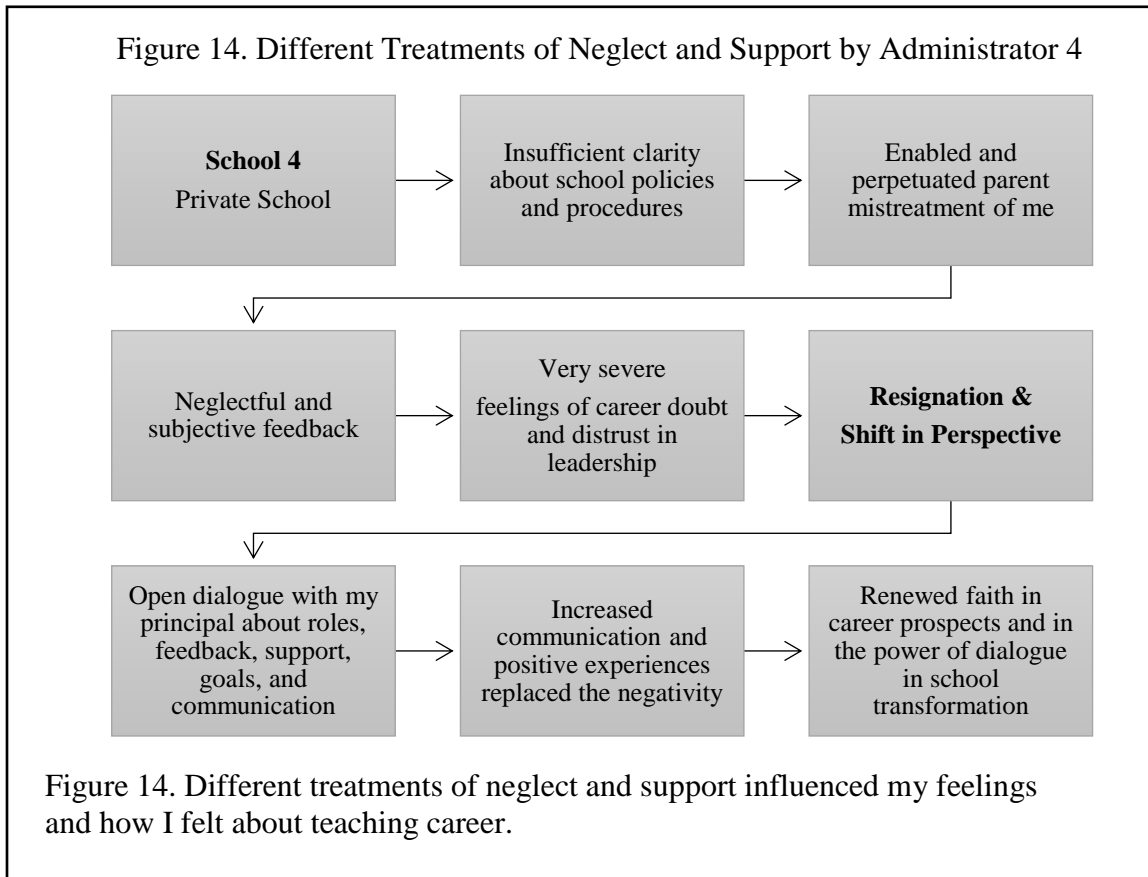 Figure 14. Different Treatments of Neglect and Support by Administrator 4
School 4
Private School
Insufficient clarity
about school policies
and procedures
Enabled and
perpetuated parent
mistreatment of me
Neglectful and
subjective feedback
Very severe
feelings of career doubt
and distrust in
leadership
Resignation &
Shift in Perspective
Open dialogue with my
principal about roles,
feedback, support,
goals, and
communication
Increased
communication and
positive experiences
replaced the negativity
Renewed faith in
career prospects and in
the power of dialogue
in school
transformation
Figure 14. Different treatments of neglect and support influenced my feelings
and how I felt about teaching career.